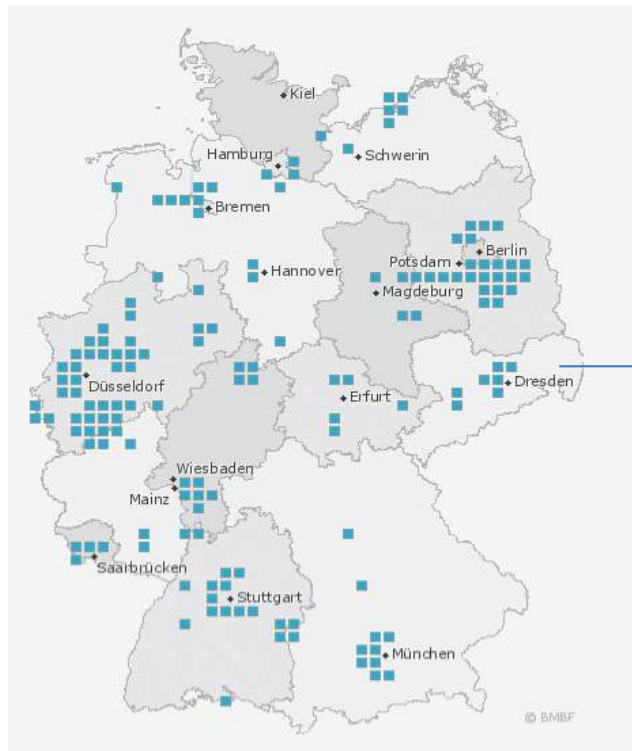 Kiel
Hamburg
Schwerin
Bremen
Berlin
Potsdam
Hannover
Magdeburg
Düsseldorf
Dresden
Erfurt
Wiesbaden
Mainz
Saarbrücken
Stuttgart
München
© BMBF